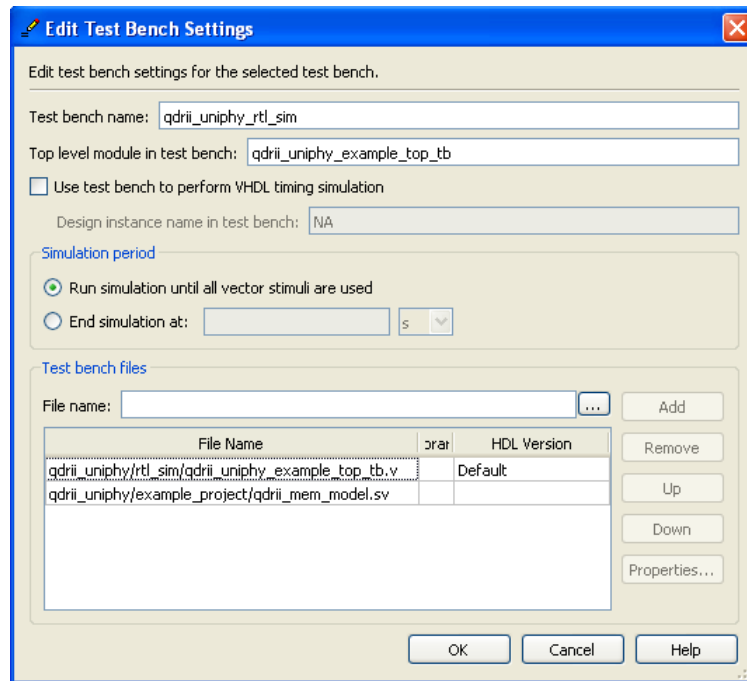 Edit Test Bench Settings
Edit test bench settings for the selected test bench.
Test bench name: qdrii_uniphy_rtl_sim
Top level module in test bench: qdrii_uniphy_example_top_tb
Use test bench to perform VHDL timing simulation
Design instance name in test bench: NA
Simulation period
Run simulation until all vector stimuli are used
End simulation at: s
Test bench files
File name: ... Add
File Name orar HDL Version Remove
qdrii_uniphy/rtl_sim/qdrii_uniphy_example_top_tb.v Default
qdrii_uniphy/example_project/qdrii_mem_model.sv Up
Down
Properties...
OK Cancel Help